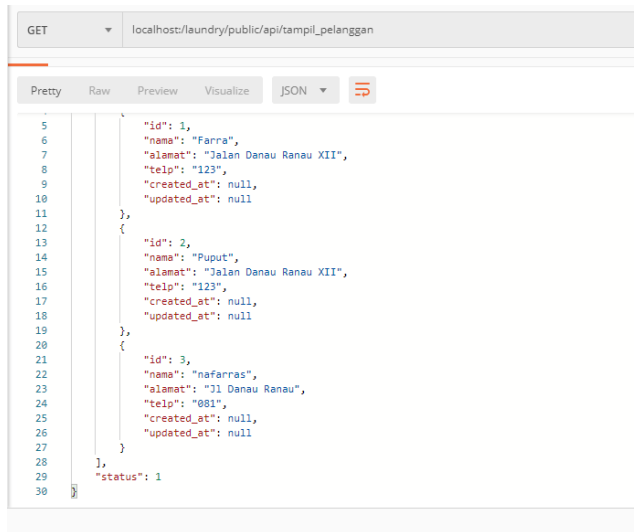 GET localhost:/laundry/public/api/tampil_pelanggan
Pretty Raw Preview Visualize JSON
5 "id": 1,
6 "nama": "Farra",
7 "alamat": "Jalan Danau Ranau XII",
8 "telp": "123",
9 "created_at": null,
10 "updated_at": null
11 },
12 {
13 "id": 2,
14 "nama": "Puput",
15 "alamat": "Jalan Danau Ranau XII",
16 "telp": "123",
17 "created_at": null,
18 "updated_at": null
19 },
20 {
21 "id": 3,
22 "nama": "nafarras",
23 "alamat": "Jl Danau Ranau",
24 "telp": "081",
25 "created_at": null,
26 "updated_at": null
27 }
28 ],
29 "status": 1
30 }